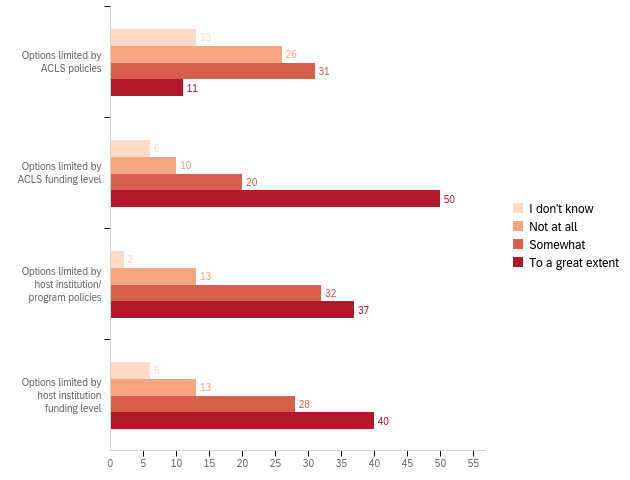 Options limited by
ACLS policies
13
26
31
11
Options limited by
ACLS funding level
6
10
20
50
Options limited by
host institution/
program policies
2
13
32
37
Options limited by
host institution
funding level
6
13
28
40
0 5 10 15 20 25 30 35 40 45 50 55
I don't know
Not at all
Somewhat
To a great extent